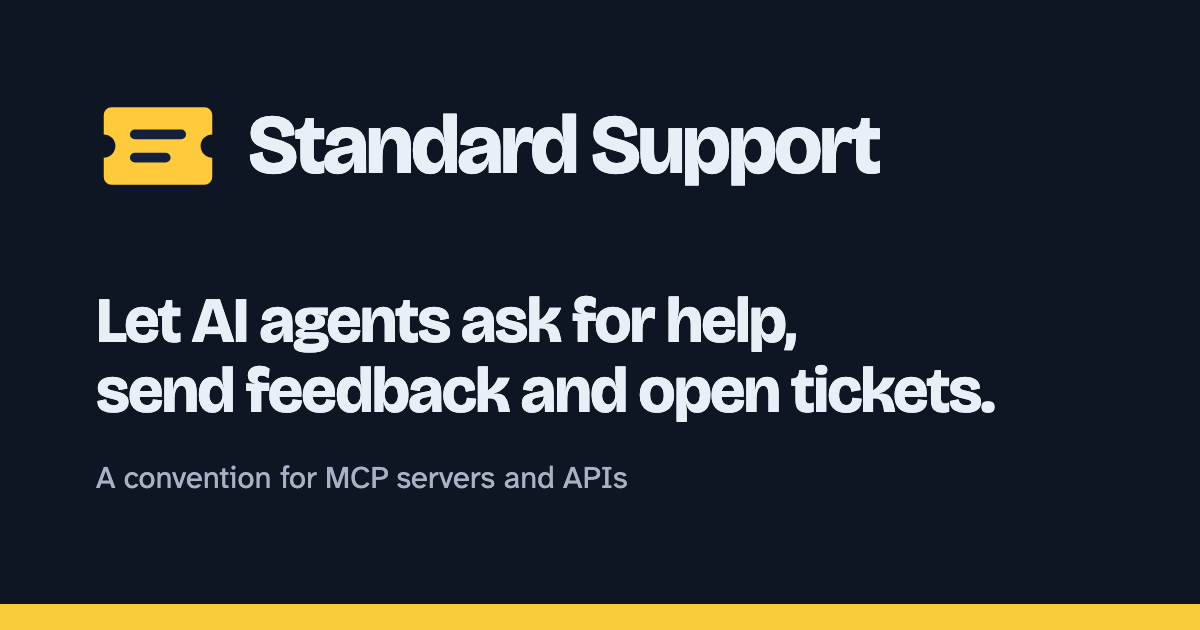 Standard Support
Let AI agents ask for help,
send feedback and open tickets.
A convention for MCP servers and APIs